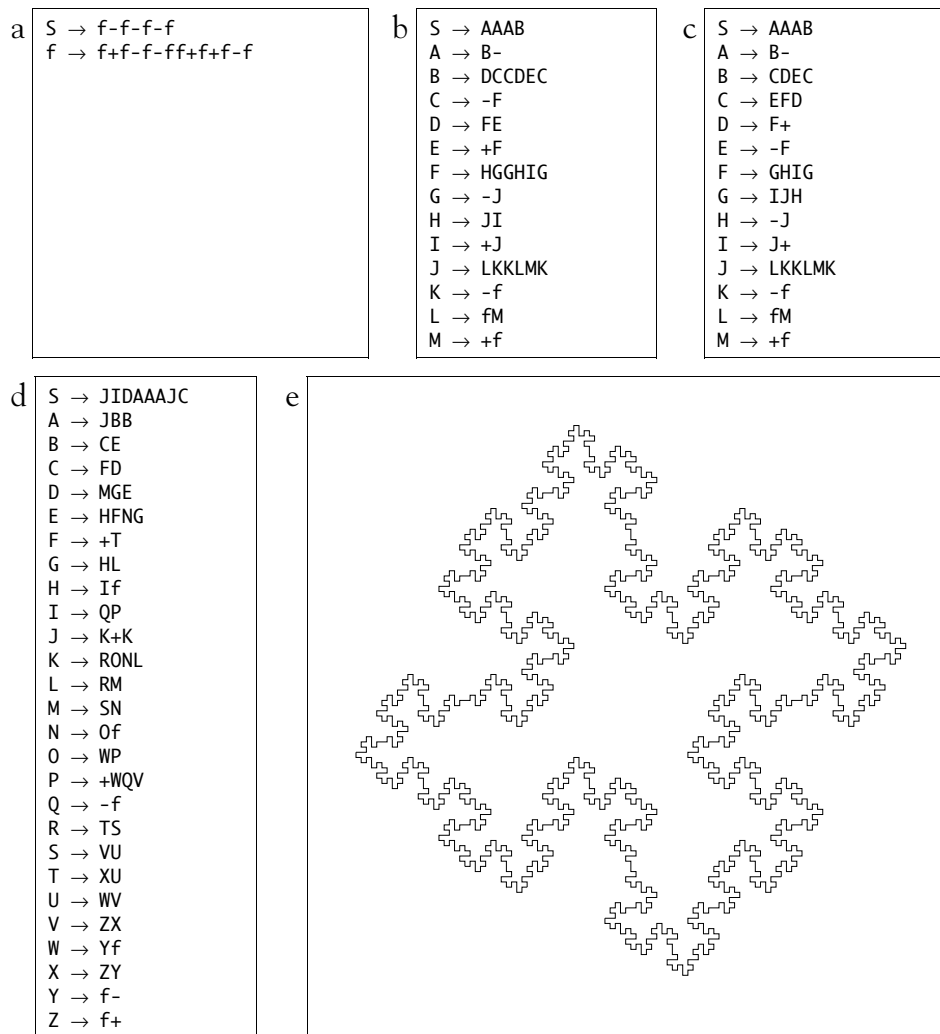 a
S → f-f-f-f
f → f+f-f-ff+f+f-f
b
S → AAAB
A → B-
B → DCCDEC
C → -F
D → FE
E → +F
F → HGGHIG
G → -J
H → JI
I → +J
J → LKKLMK
K → -f
L → fM
M → +f
c
S → AAAB
A → B-
B → CDEC
C → EFD
D → F+
E → -F
F → GHIG
G → IJH
H → -J
I → J+
J → LKKLMK
K → -f
L → fM
M → +f
d
S → JIDAAAJC
A → JBB
B → CE
C → FD
D → MGE
E → HFNG
F → +T
G → HL
H → If
I → QP
J → K+K
K → RONL
L → RM
M → SN
N → Of
O → WP
P → +WQV
Q → -f
R → TS
S → VU
T → XU
U → WV
V → ZX
W → Yf
X → ZY
Y → f-
Z → f+
e